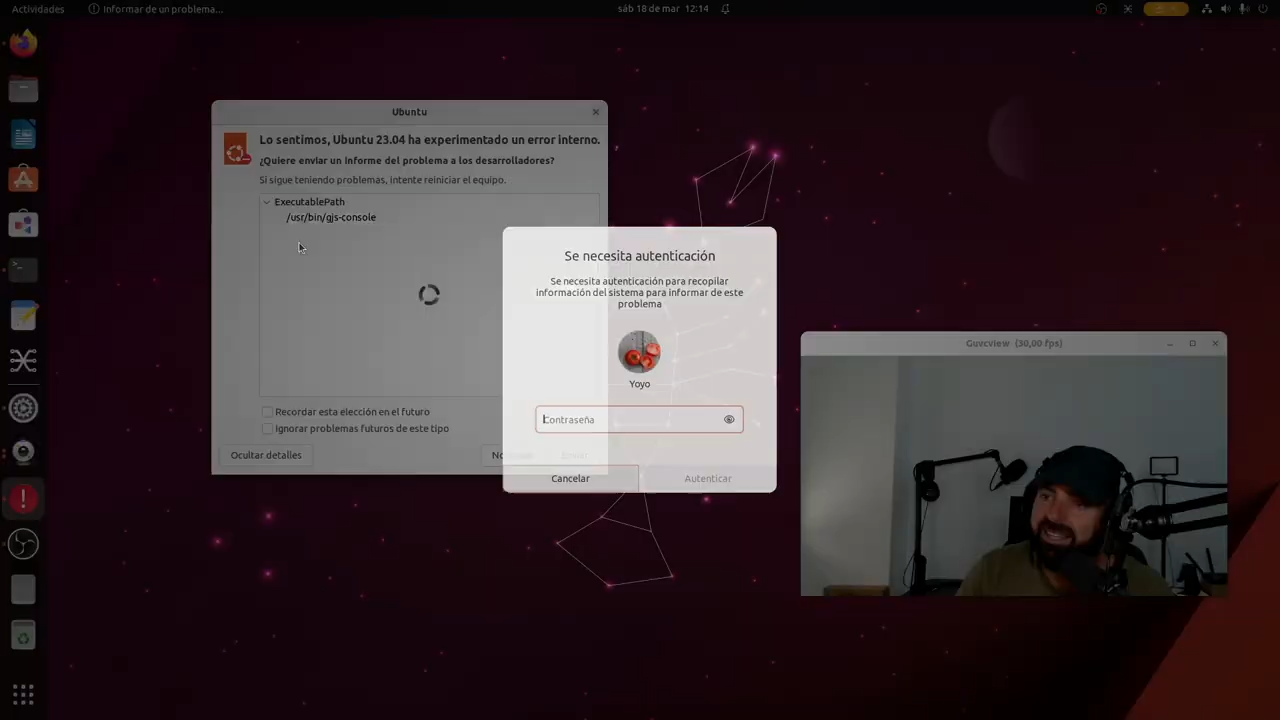 Actividades
Informar de un problema...
sáb 18 de mar 12:14
Ubuntu
Lo sentimos, Ubuntu 23.04 ha experimentado un error interno.
¿Quiere enviar un informe del problema a los desarrolladores?
Si sigue teniendo problemas, intente reiniciar el equipo.
ExecutablePath
/usr/bin/gjs-console
Recordar esta elección en el futuro
Ignorar problemas futuros de este tipo
Ocultar detalles
Enviar
Se necesita autenticación
Se necesita autenticación para recopilar
información del sistema para informar de este
problema
Yoyo
Contraseña
Cancelar
Autenticar
Guvcview (30,00 fps)